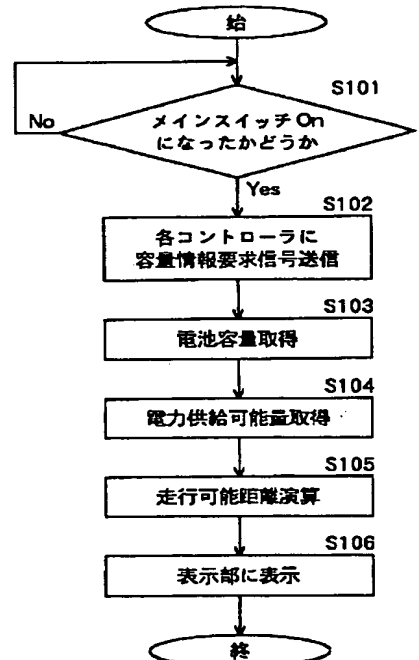 始
S101
メインスイッチOn
になったかどうか
No
Yes
S102
各コントローラに
容量情報要求信号送信
S103
電池容量取得
S104
電力供給可能量取得
S105
走行可能距離演算
S106
表示部に表示
終